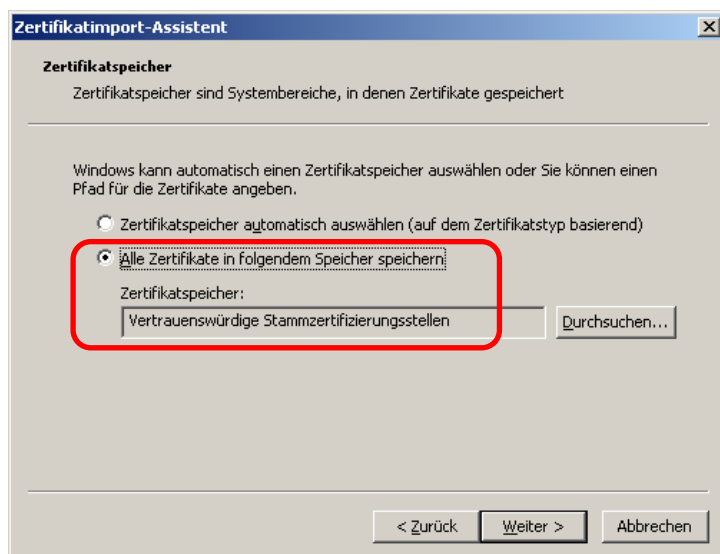 Zertifikatimport-Assistent
Zertifikatspeicher
Zertifikatspeicher sind Systembereiche, in denen Zertifikate gespeichert
Windows kann automatisch einen Zertifikatspeicher auswählen oder Sie können einen
Pfad für die Zertifikate angeben.
Zertifikatspeicher automatisch auswählen (auf dem Zertifikatstyp basierend)
Alle Zertifikate in folgendem Speicher speichern
Zertifikatspeicher:
Vertrauenswürdige Stammzertifizierungsstellen
Durchsuchen...
< Zurück
Weiter >
Abbrechen